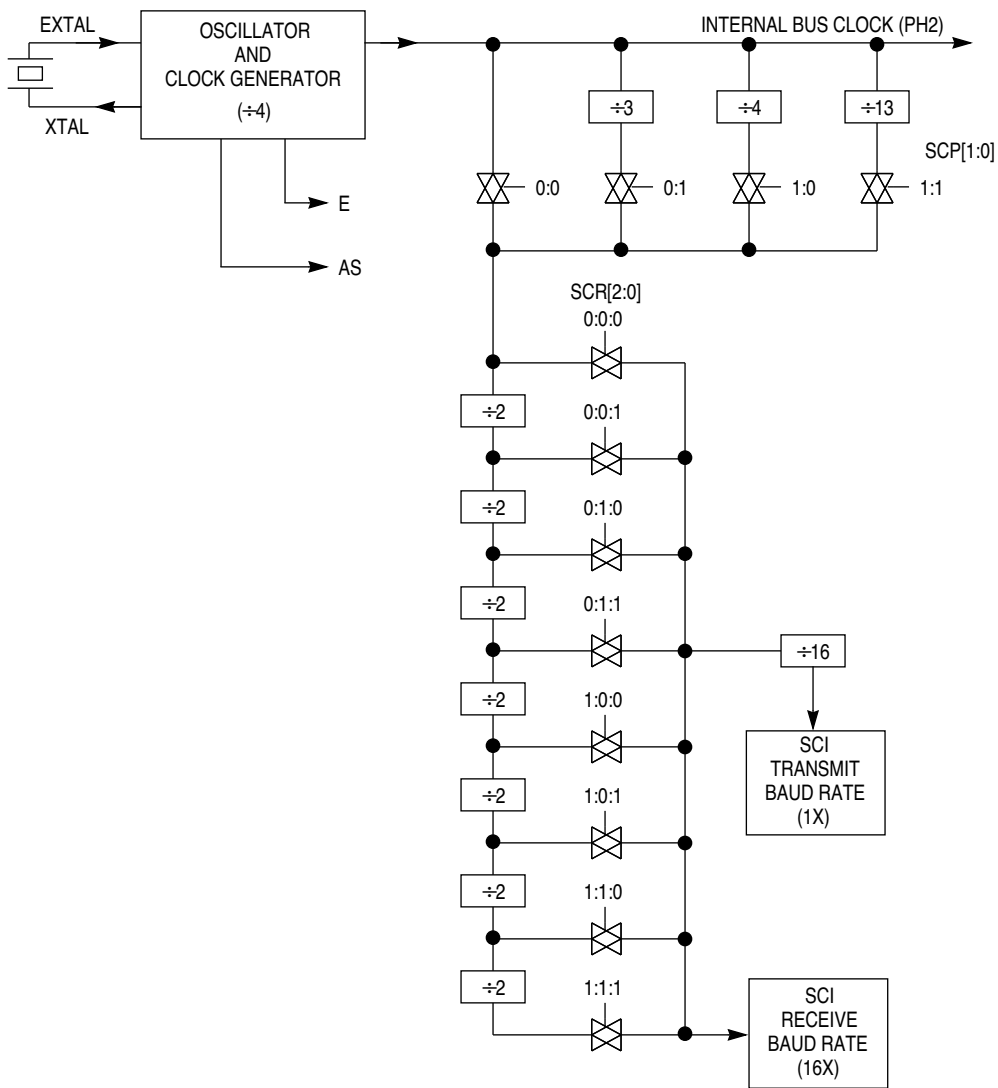 EXTAL
XTAL
OSCILLATOR
AND
CLOCK GENERATOR
(÷4)
E
AS
INTERNAL BUS CLOCK (PH2)
÷3
÷4
÷13
SCP[1:0]
0:0
0:1
1:0
1:1
SCR[2:0]
0:0:0
÷2
0:0:1
÷2
0:1:0
÷2
0:1:1
÷16
÷2
1:0:0
SCI
TRANSMIT
BAUD RATE
(1X)
÷2
1:0:1
÷2
1:1:0
÷2
1:1:1
SCI
RECEIVE
BAUD RATE
(16X)